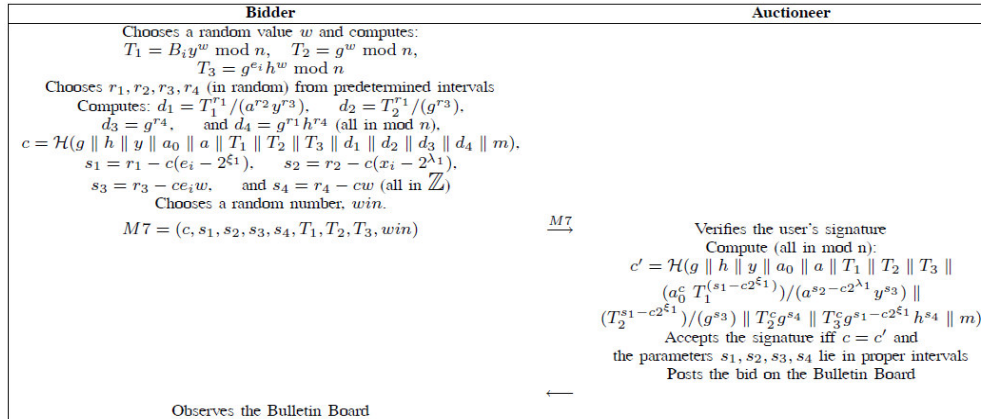 Bidder Auctioneer
Chooses a random value w and computes:
T₁ = Bᵢy^w mod n, T₂ = g^w mod n,
T₃ = g^{eᵢ}h^w mod n
Chooses r₁, r₂, r₃, r₄ (in random) from predetermined intervals
Computes: d₁ = T₁^{r₁}/(a^{r₂}y^{r₃}), d₂ = T₂^{r₁}/(g^{r₃}),
d₃ = g^{r₄}, and d₄ = g^{r₁}h^{r₄} (all in mod n),
c = ℋ(g ∥ h ∥ y ∥ a₀ ∥ a ∥ T₁ ∥ T₂ ∥ T₃ ∥ d₁ ∥ d₂ ∥ d₃ ∥ d₄ ∥ m),
s₁ = r₁ − c(eᵢ − 2^{ξ₁}), s₂ = r₂ − c(xᵢ − 2^{λ₁}),
s₃ = r₃ − ceᵢw, and s₄ = r₄ − cw (all in ℤ)
Chooses a random number, win.
M7 = (c, s₁, s₂, s₃, s₄, T₁, T₂, T₃, win) M7 ⟶ Verifies the user's signature
Compute (all in mod n):
c′ = ℋ(g ∥ h ∥ y ∥ a₀ ∥ a ∥ T₁ ∥ T₂ ∥ T₃ ∥
(a₀^c T₁^{(s₁−c2^{ξ₁})})/(a^{s₂−c2^{λ₁}}y^{s₃}) ∥
(T₂^{s₁−c2^{ξ₁}})/(g^{s₃}) ∥ T₂^c g^{s₄} ∥ T₃^c g^{s₁−c2^{ξ₁}}h^{s₄} ∥ m)
Accepts the signature iff c = c′ and
the parameters s₁, s₂, s₃, s₄ lie in proper intervals
Posts the bid on the Bulletin Board
⟵
Observes the Bulletin Board